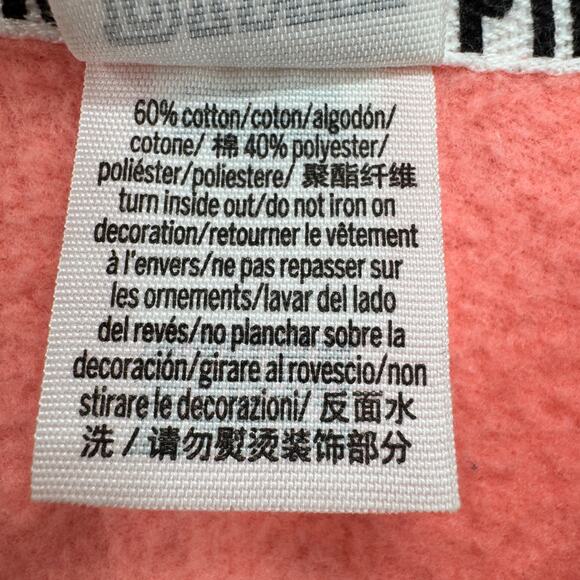 PI
60% cotton/coton/algodón/
cotone/ 棉 40% polyester/
poliéster/poliestere/ 聚酯纤维
turn inside out/do not iron on
decoration/retourner le vêtement
à l'envers/ne pas repasser sur
les ornements/lavar del lado
del revés/no planchar sobre la
decoración/girare al rovescio/non
stirare le decorazioni/ 反面水
洗 / 请勿熨烫装饰部分